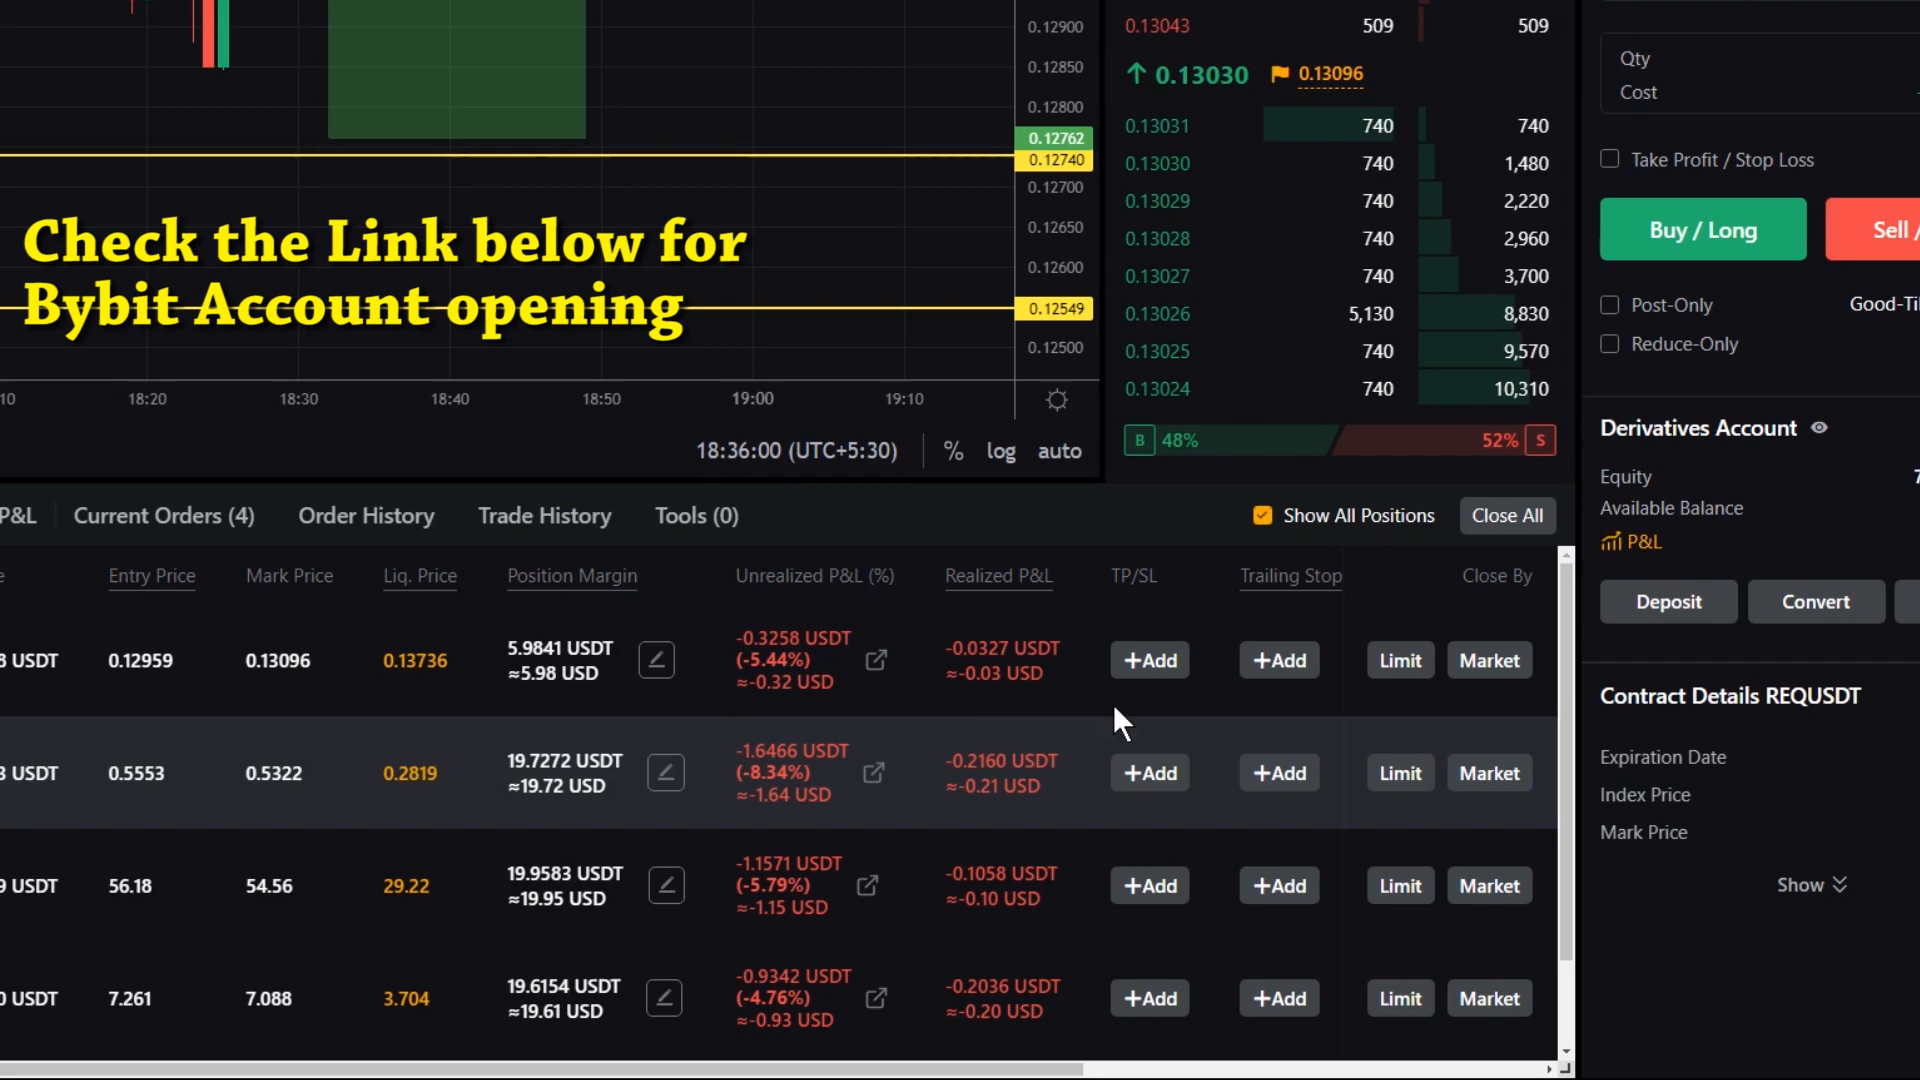 0.12900
0.12850
0.12800
0.12762
0.12740
0.12700
0.12650
0.12600
0.12549
0.12500
Check the Link below for
Bybit Account opening
10 18:20 18:30 18:40 18:50 19:00 19:10
18:36:00 (UTC+5:30) % log auto
0.13043 509 509
0.13030 0.13096
0.13031 740 740
0.13030 740 1,480
0.13029 740 2,220
0.13028 740 2,960
0.13027 740 3,700
0.13026 5,130 8,830
0.13025 740 9,570
0.13024 740 10,310
B 48% 52% S
Qty
Cost
Take Profit / Stop Loss
Buy / Long Sell /
Post-Only Good-Til
Reduce-Only
Derivatives Account
Equity 7
Available Balance
P&L
Deposit Convert
Contract Details REQUSDT
Expiration Date
Index Price
Mark Price
Show
P&L Current Orders (4) Order History Trade History Tools (0) Show All Positions Close All
e Entry Price Mark Price Liq. Price Position Margin Unrealized P&L (%) Realized P&L TP/SL Trailing Stop Close By
8 USDT 0.12959 0.13096 0.13736 5.9841 USDT ≈5.98 USD -0.3258 USDT (-5.44%) ≈-0.32 USD -0.0327 USDT ≈-0.03 USD +Add +Add Limit Market
3 USDT 0.5553 0.5322 0.2819 19.7272 USDT ≈19.72 USD -1.6466 USDT (-8.34%) ≈-1.64 USD -0.2160 USDT ≈-0.21 USD +Add +Add Limit Market
9 USDT 56.18 54.56 29.22 19.9583 USDT ≈19.95 USD -1.1571 USDT (-5.79%) ≈-1.15 USD -0.1058 USDT ≈-0.10 USD +Add +Add Limit Market
0 USDT 7.261 7.088 3.704 19.6154 USDT ≈19.61 USD -0.9342 USDT (-4.76%) ≈-0.93 USD -0.2036 USDT ≈-0.20 USD +Add +Add Limit Market